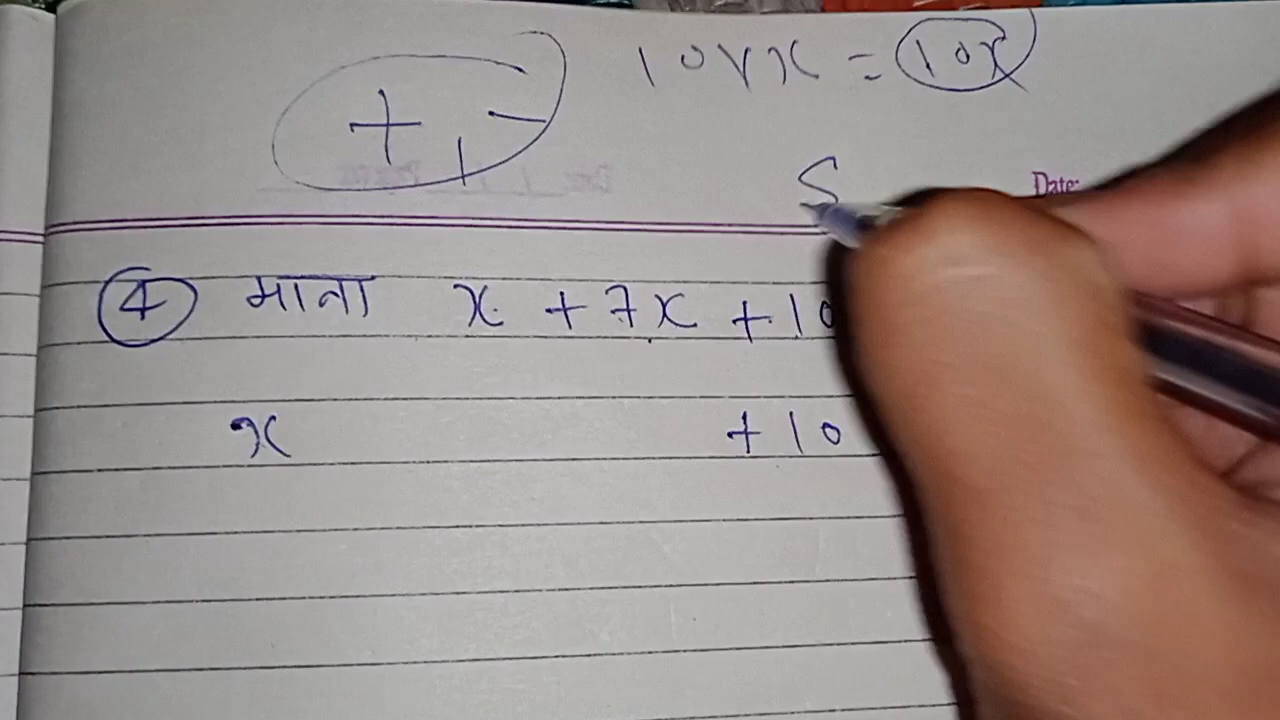 10 x x = 10x
+, -
5
Date:
④ माना x + 7x + 10
x + 10